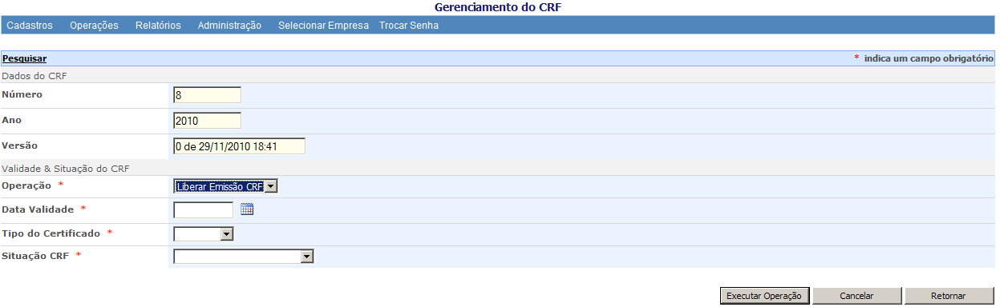 Gerenciamento do CRF
Cadastros Operações Relatórios Administração Selecionar Empresa Trocar Senha
Pesquisar * indica um campo obrigatório
Dados do CRF
Número 8
Ano 2010
Versão 0 de 29/11/2010 18:41
Validade & Situação do CRF
Operação * Liberar Emissão CRF
Data Validade *
Tipo do Certificado *
Situação CRF *
Executar Operação Cancelar Retornar